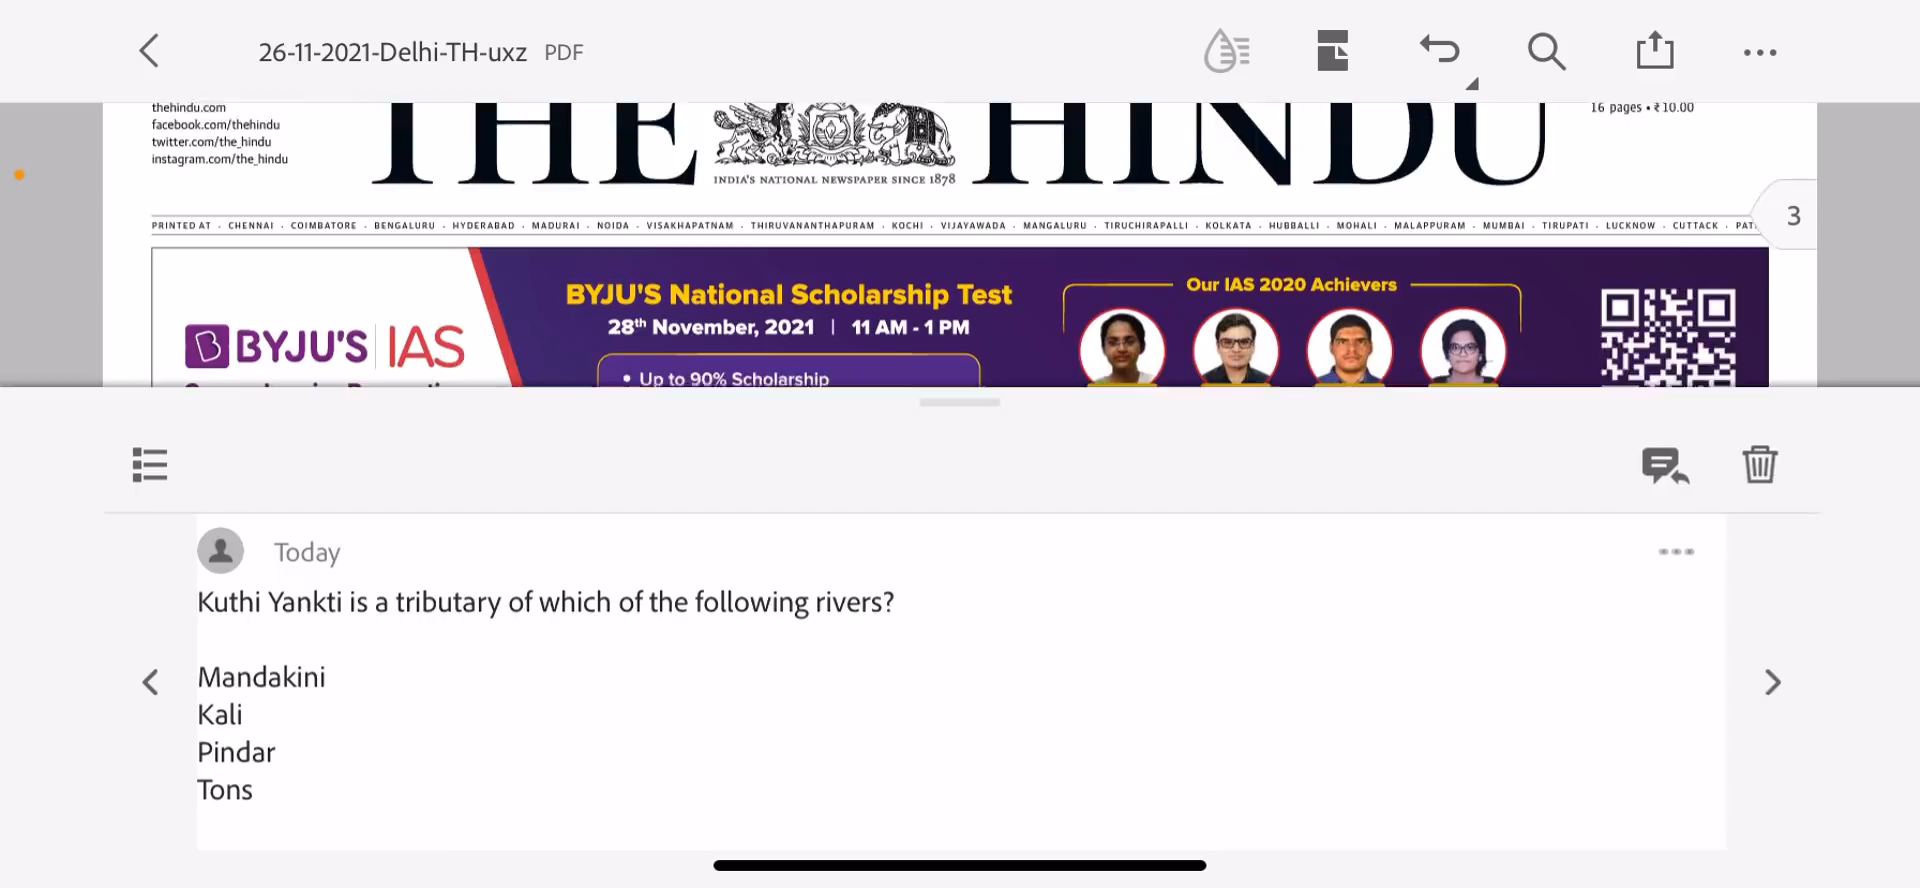 26-11-2021-Delhi-TH-uxz PDF
thehindu.com
facebook.com/thehindu
twitter.com/the_hindu
instagram.com/the_hindu
THE HINDU
INDIA'S NATIONAL NEWSPAPER SINCE 1878
16 pages • ₹10.00
3
PRINTED AT . CHENNAI . COIMBATORE . BENGALURU . HYDERABAD . MADURAI . NOIDA . VISAKHAPATNAM . THIRUVANANTHAPURAM . KOCHI . VIJAYAWADA . MANGALURU . TIRUCHIRAPALLI . KOLKATA . HUBBALLI . MOHALI . MALAPPURAM . MUMBAI . TIRUPATI . LUCKNOW . CUTTACK .
BYJU'S IAS
BYJU'S National Scholarship Test
28th November, 2021 | 11 AM - 1 PM
• Up to 90% Scholarship
Our IAS 2020 Achievers
Today
Kuthi Yankti is a tributary of which of the following rivers?
Mandakini
Kali
Pindar
Tons